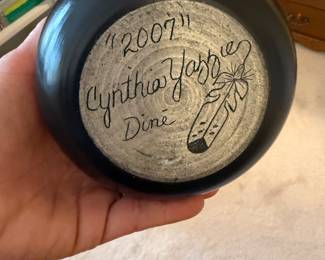 "2007"
Cynthia Yazzie
Diné